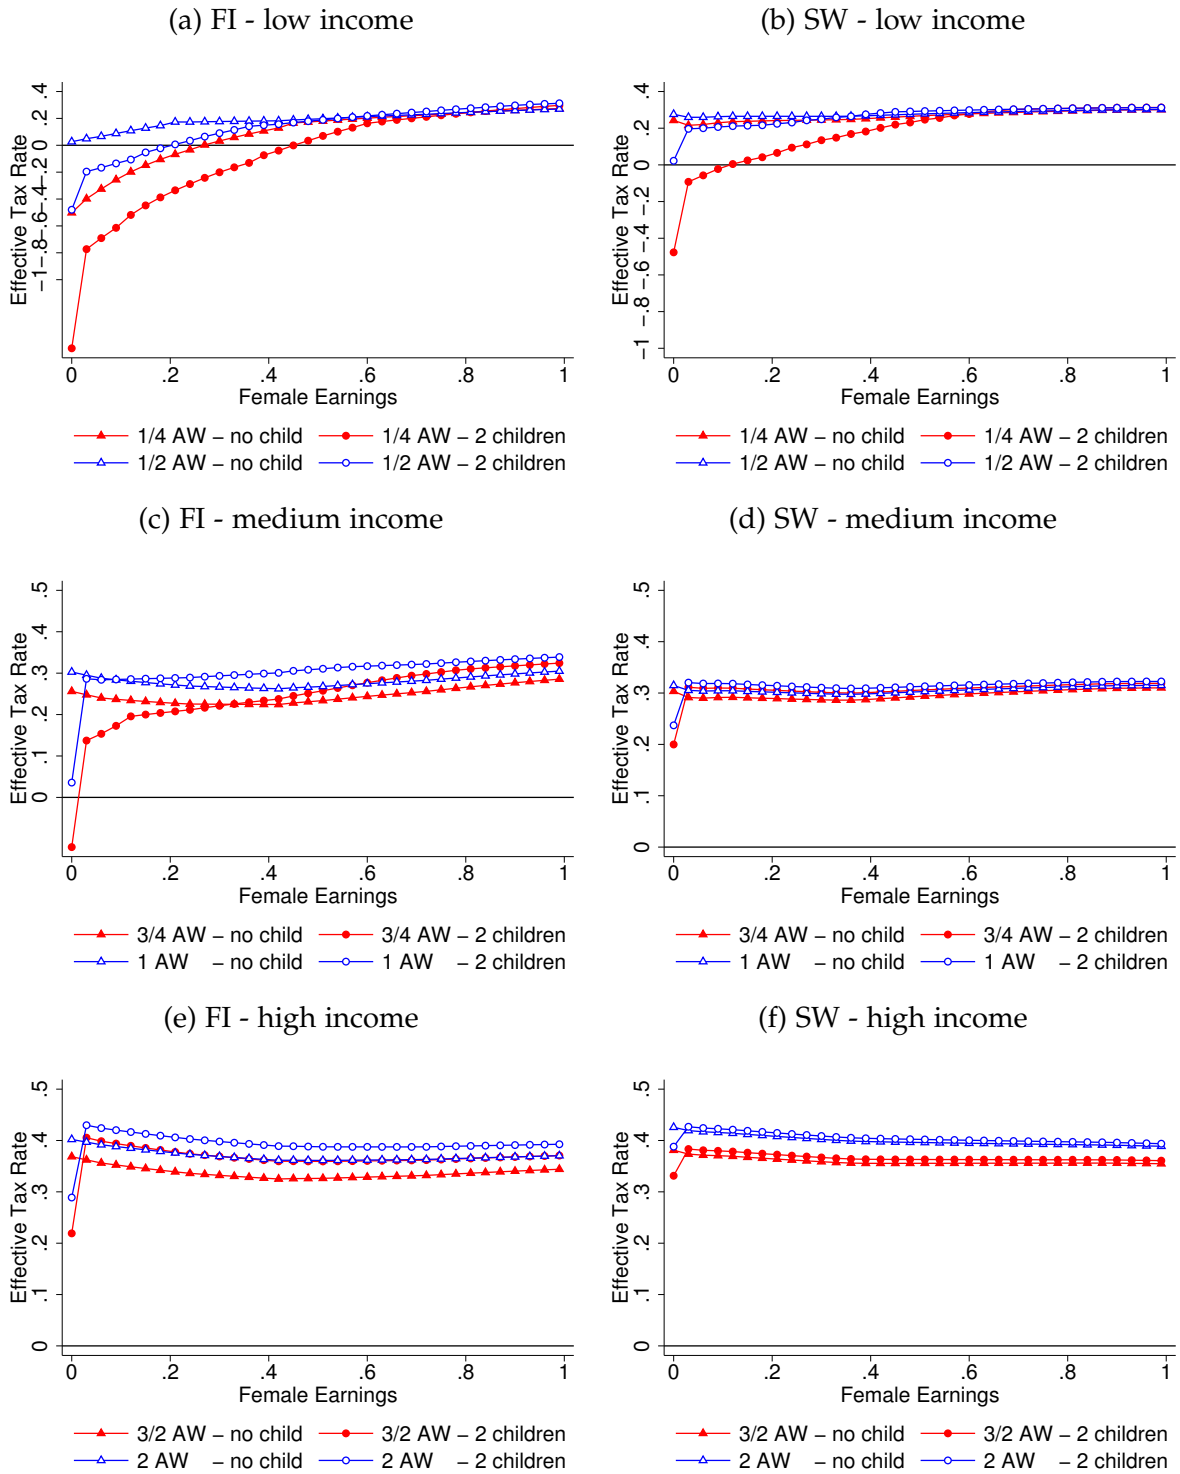 (a) FI - low income
(b) SW - low income
Effective Tax Rate
−1−.8−.6−.4−.2 0 .2 .4
0 .2 .4 .6 .8 1
Female Earnings
1/4 AW − no child 1/4 AW − 2 children
1/2 AW − no child 1/2 AW − 2 children
Effective Tax Rate
−1 −.8 −.6 −.4 −.2 0 .2 .4
0 .2 .4 .6 .8 1
Female Earnings
1/4 AW − no child 1/4 AW − 2 children
1/2 AW − no child 1/2 AW − 2 children
(c) FI - medium income
(d) SW - medium income
Effective Tax Rate
0 .1 .2 .3 .4 .5
0 .2 .4 .6 .8 1
Female Earnings
3/4 AW − no child 3/4 AW − 2 children
1 AW − no child 1 AW − 2 children
Effective Tax Rate
0 .1 .2 .3 .4 .5
0 .2 .4 .6 .8 1
Female Earnings
3/4 AW − no child 3/4 AW − 2 children
1 AW − no child 1 AW − 2 children
(e) FI - high income
(f) SW - high income
Effective Tax Rate
0 .1 .2 .3 .4 .5
0 .2 .4 .6 .8 1
Female Earnings
3/2 AW − no child 3/2 AW − 2 children
2 AW − no child 2 AW − 2 children
Effective Tax Rate
0 .1 .2 .3 .4 .5
0 .2 .4 .6 .8 1
Female Earnings
3/2 AW − no child 3/2 AW − 2 children
2 AW − no child 2 AW − 2 children